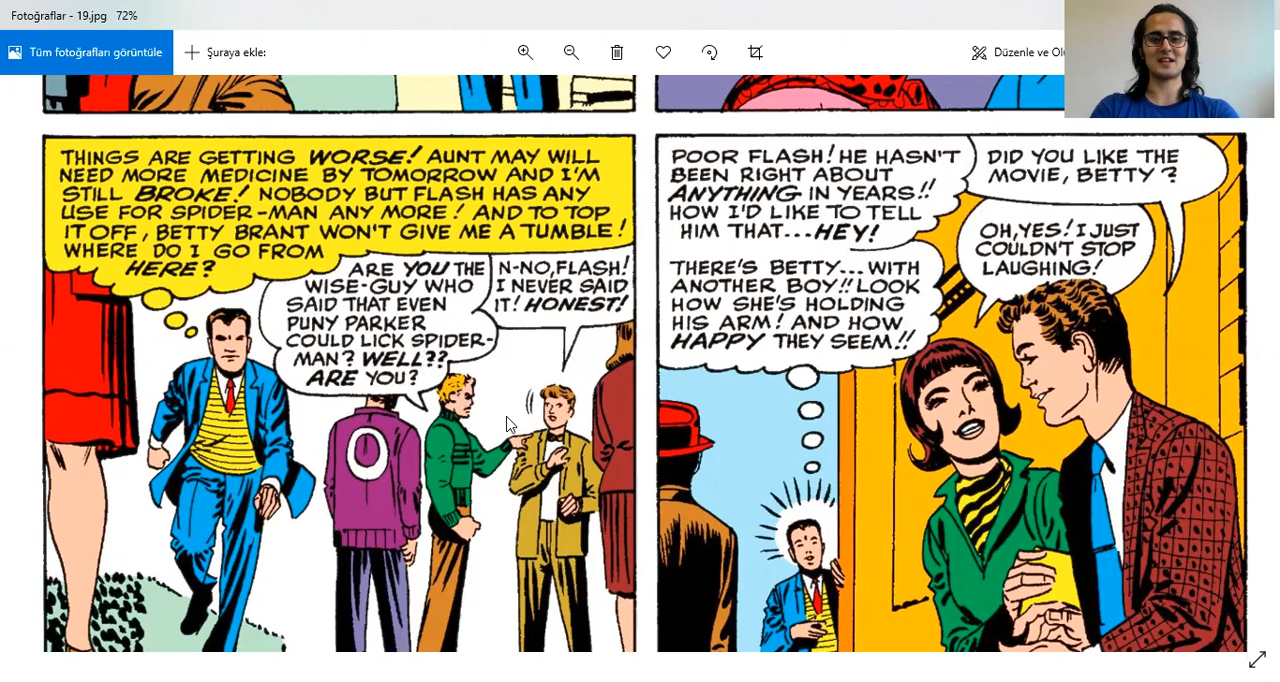 Fotoğraflar - 19.jpg 72%
Tüm fotoğrafları görüntüle
Şuraya ekle:
Düzenle ve Ol
THINGS ARE GETTING WORSE! AUNT MAY WILL
NEED MORE MEDICINE BY TOMORROW AND I'M
STILL BROKE! NOBODY BUT FLASH HAS ANY
USE FOR SPIDER-MAN ANY MORE! AND TO TOP
IT OFF, BETTY BRANT WON'T GIVE ME A TUMBLE!
WHERE DO I GO FROM
HERE?
ARE YOU THE
WISE-GUY WHO
SAID THAT EVEN
PUNY PARKER
COULD LICK SPIDER-
MAN? WELL??
ARE YOU?
N-NO, FLASH!
I NEVER SAID
IT! HONEST!
O
POOR FLASH! HE HASN'T
BEEN RIGHT ABOUT
ANYTHING IN YEARS!!
HOW I'D LIKE TO TELL
HIM THAT...HEY!
THERE'S BETTY... WITH
ANOTHER BOY!! LOOK
HOW SHE'S HOLDING
HIS ARM! AND HOW
HAPPY THEY SEEM!!
DID YOU LIKE THE
MOVIE, BETTY?
OH, YES! I JUST
COULDN'T STOP
LAUGHING!